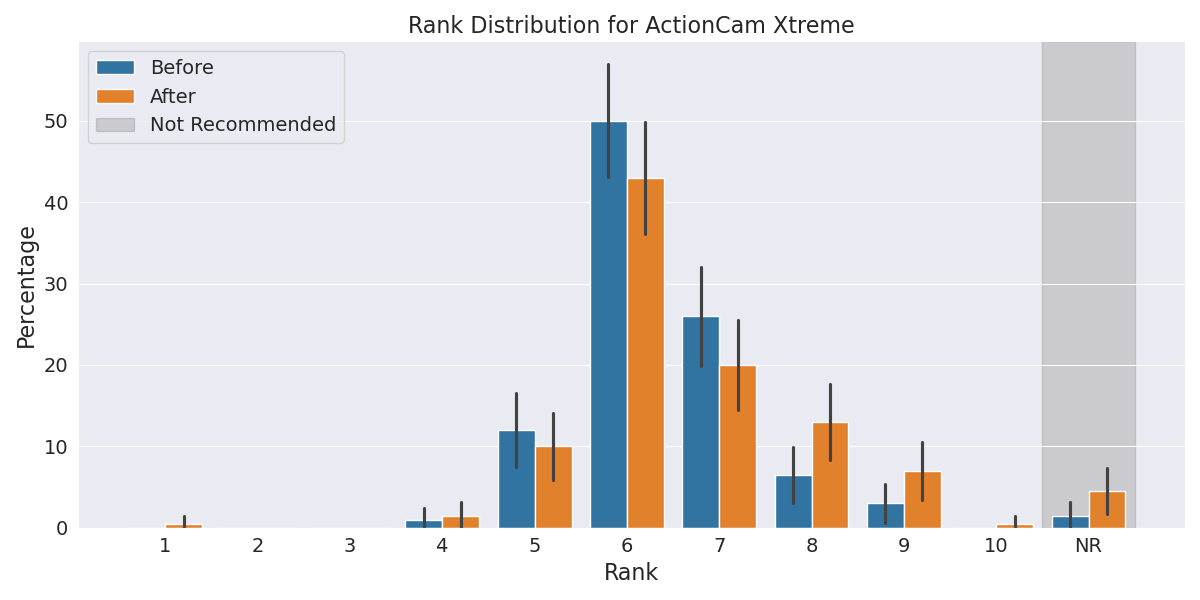 Rank Distribution for ActionCam Xtreme
Before
After
Not Recommended
Percentage
50
40
30
20
10
0
1 2 3 4 5 6 7 8 9 10 NR
Rank